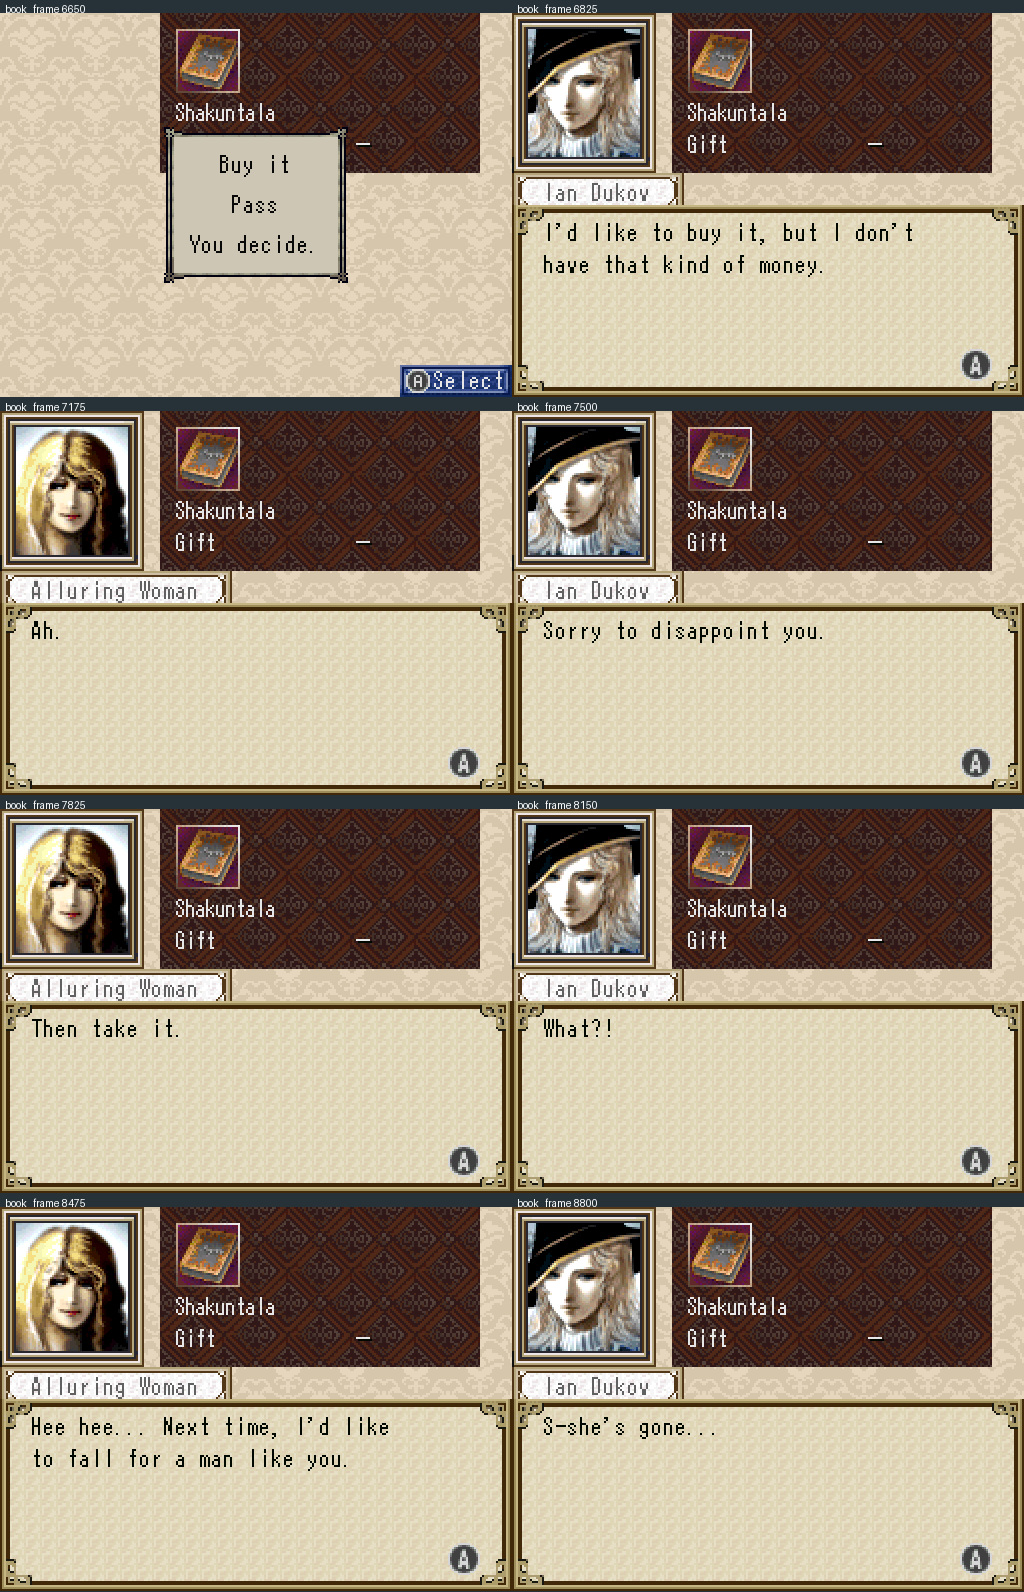 book frame 6650
Shakuntala
—
Buy it
Pass
You decide.
A Select
book frame 6825
Shakuntala
Gift —
Ian Dukov
I'd like to buy it, but I don't
have that kind of money.
A
book frame 7175
Shakuntala
Gift —
Alluring Woman
Ah.
A
book frame 7500
Shakuntala
Gift —
Ian Dukov
Sorry to disappoint you.
A
book frame 7825
Shakuntala
Gift —
Alluring Woman
Then take it.
A
book frame 8150
Shakuntala
Gift —
Ian Dukov
What?!
A
book frame 8475
Shakuntala
Gift —
Alluring Woman
Hee hee... Next time, I'd like
to fall for a man like you.
A
book frame 8800
Shakuntala
Gift —
Ian Dukov
S-she's gone...
A